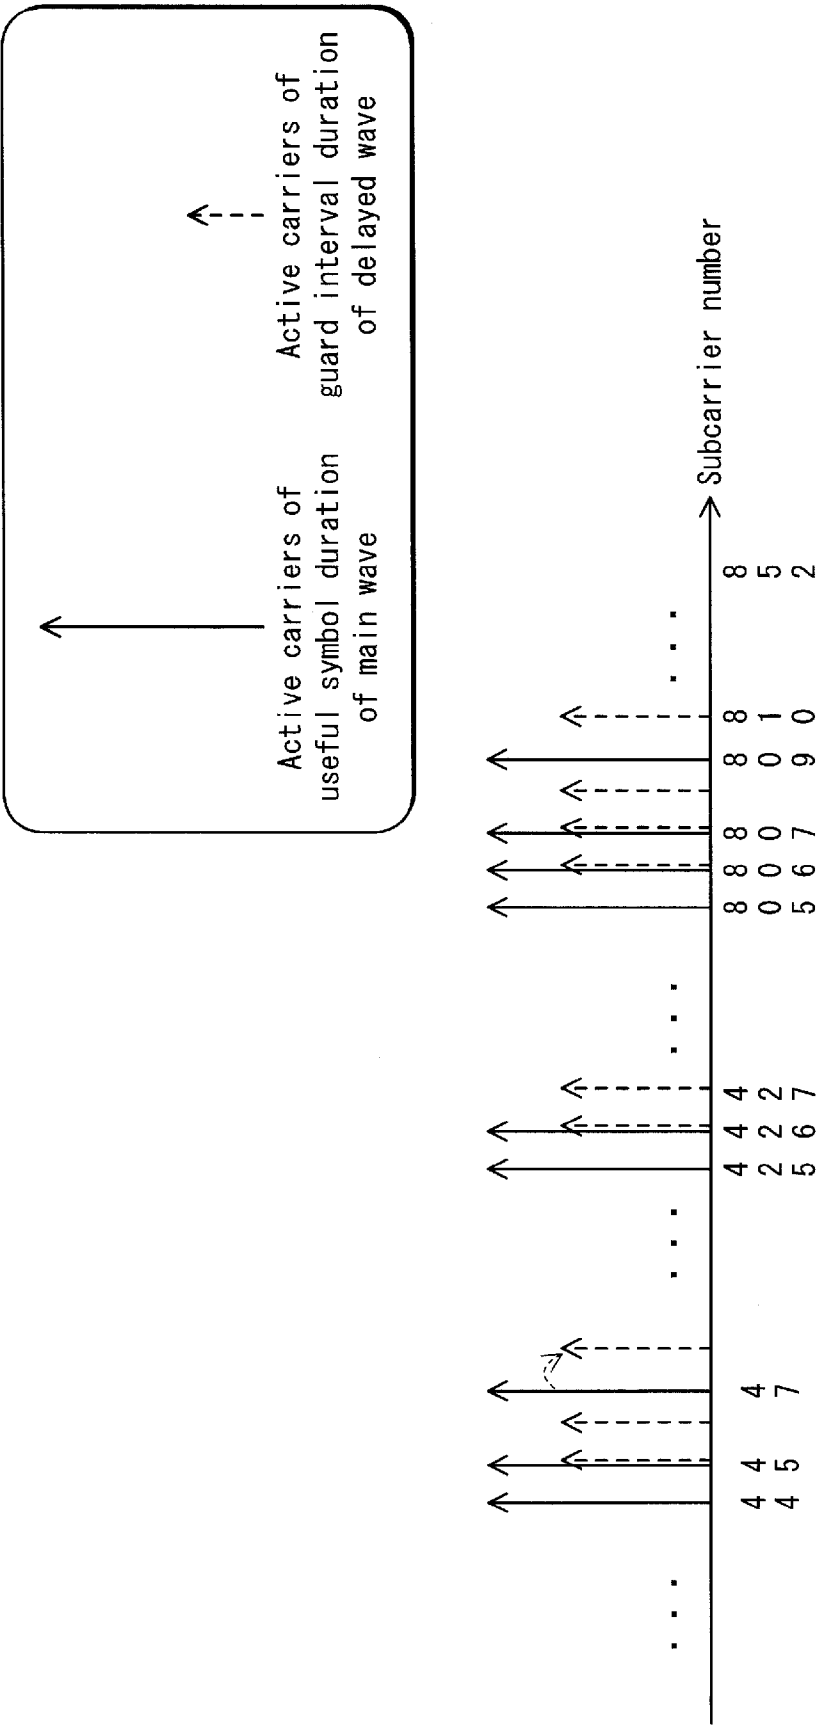 Active carriers of
useful symbol duration
of main wave
Active carriers of
guard interval duration
of delayed wave
44
45
47
425
426
427
805
806
807
809
810
852
Subcarrier number